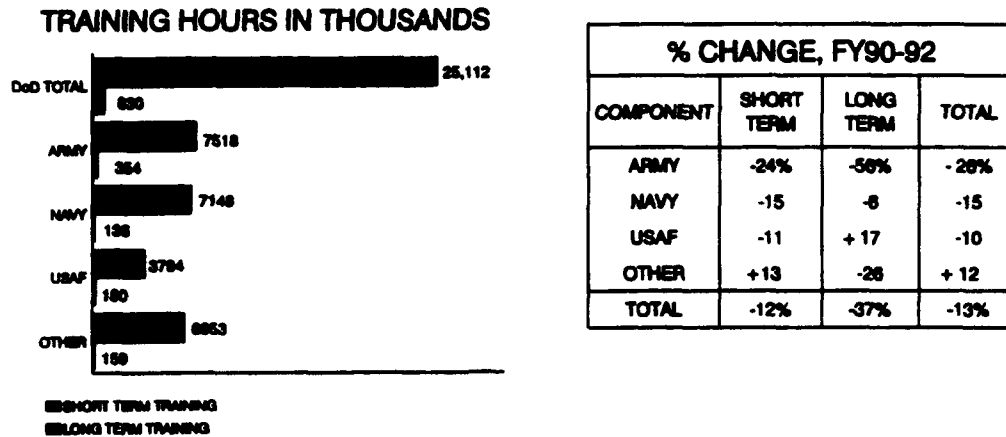 TRAINING HOURS IN THOUSANDS
DoD TOTAL
25,112
830
ARMY
7518
354
NAVY
136
USAF
3794
180
OTHER
6653
159
SHORT TERM TRAINING
LONG TERM TRAINING
% CHANGE, FY90-92
COMPONENT SHORT TERM LONG TERM TOTAL
ARMY -24% -56% -26%
NAVY -15 -6 -15
USAF -11 +17 -10
OTHER +13 -26 +12
TOTAL -12% -37% -13%